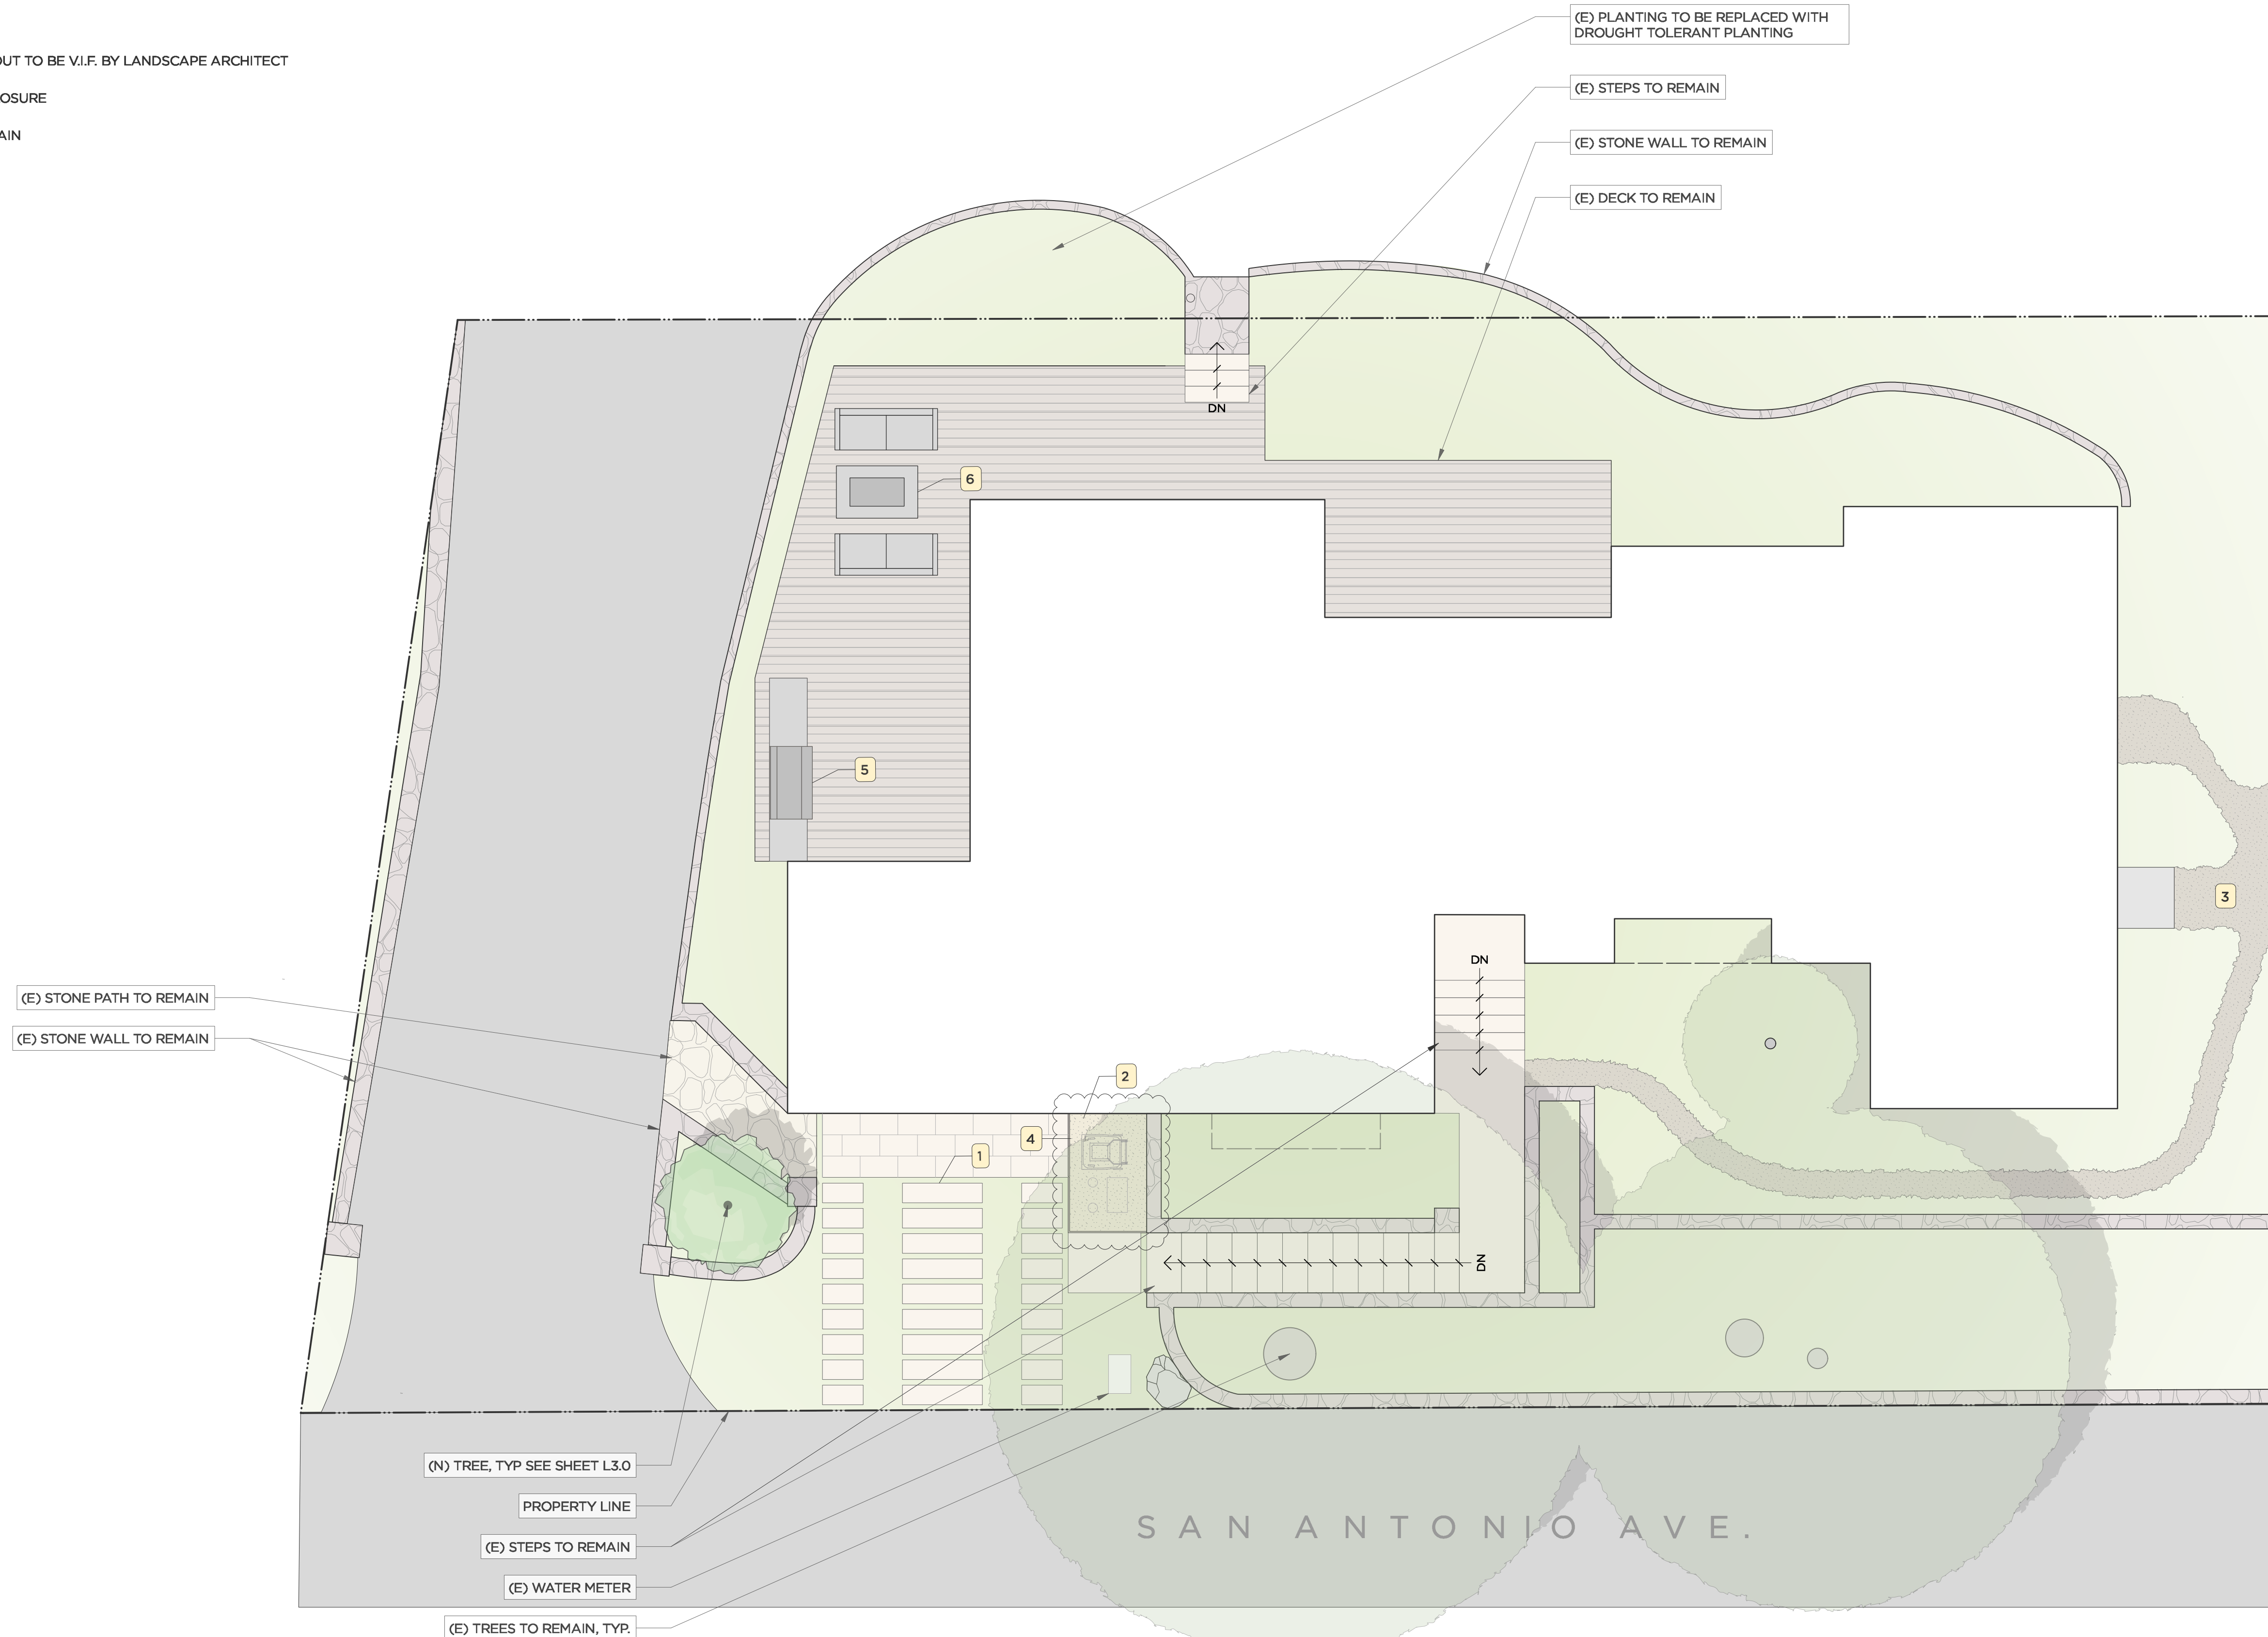 OUT TO BE V.I.F. BY LANDSCAPE ARCHITECT
OSURE
AIN
(E) PLANTING TO BE REPLACED WITH
DROUGHT TOLERANT PLANTING
(E) STEPS TO REMAIN
(E) STONE WALL TO REMAIN
(E) DECK TO REMAIN
DN
6
5
3
DN
(E) STONE PATH TO REMAIN
(E) STONE WALL TO REMAIN
2
4
1
DN
(N) TREE, TYP SEE SHEET L3.0
PROPERTY LINE
(E) STEPS TO REMAIN
(E) WATER METER
(E) TREES TO REMAIN, TYP.
SAN ANTONIO AVE.